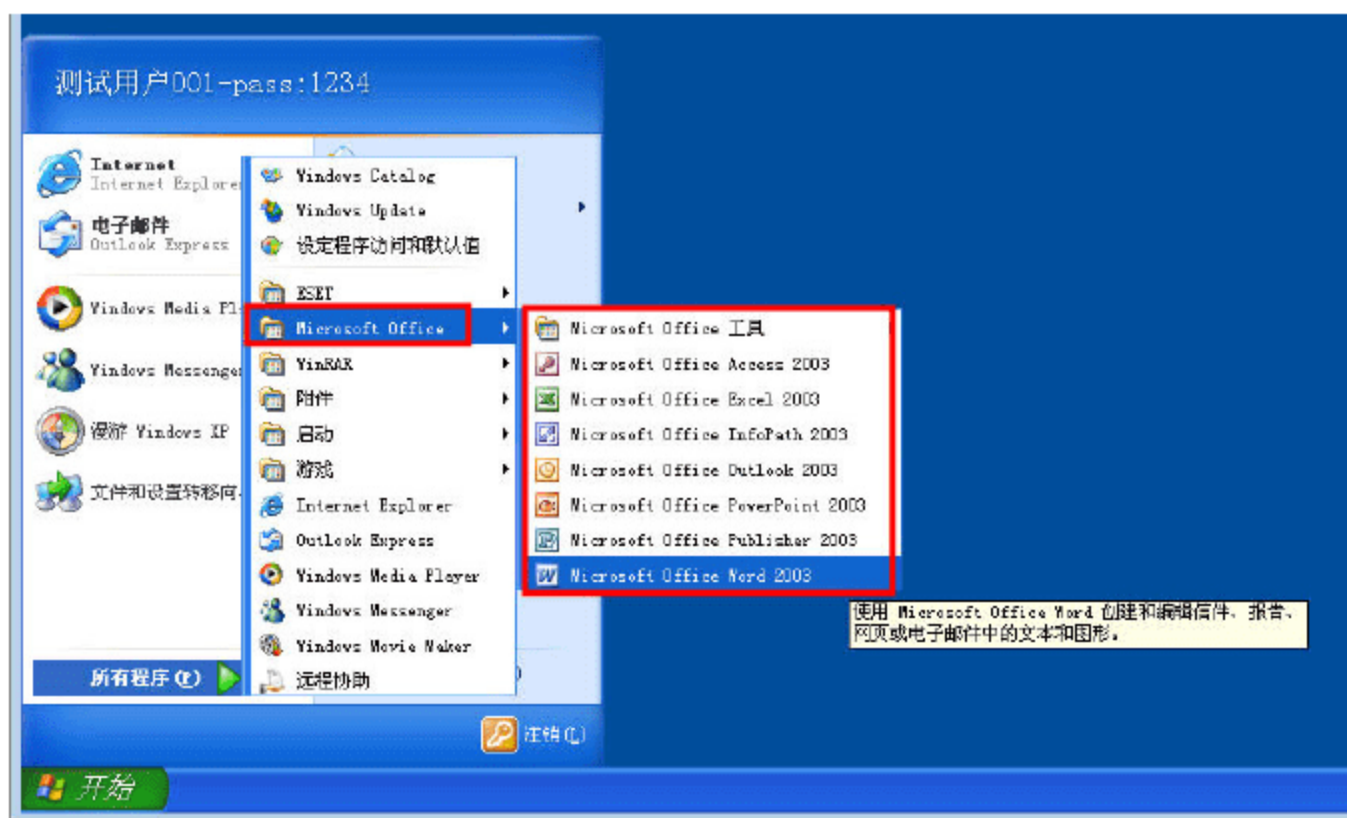 测试用户001-pass:1234
Internet
Internet Explorer
电子邮件
Outlook Express
Windows Media Pl
Windows Messenge
漫游 Windows XP
文件和设置转移向
所有程序(P)
Windows Catalog
Windows Update
设定程序访问和默认值
ESET
Microsoft Office
WinRAR
附件
启动
游戏
Internet Explorer
Outlook Express
Windows Media Player
Windows Messenger
Windows Movie Maker
远程协助
Microsoft Office 工具
Microsoft Office Access 2003
Microsoft Office Excel 2003
Microsoft Office InfoPath 2003
Microsoft Office Outlook 2003
Microsoft Office PowerPoint 2003
Microsoft Office Publisher 2003
Microsoft Office Word 2003
使用 Microsoft Office Word 创建和编辑信件、报告、
网页或电子邮件中的文本和图形。
注销(L)
开始